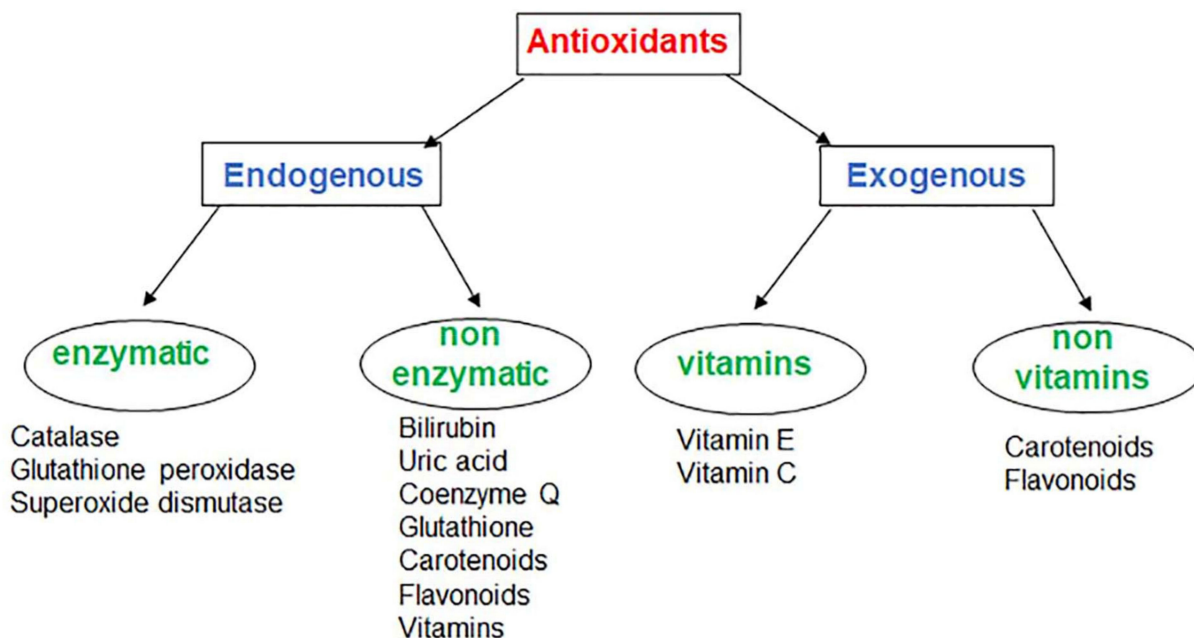 Antioxidants
Endogenous
Exogenous
enzymatic
non
enzymatic
vitamins
non
vitamins
Catalase
Glutathione peroxidase
Superoxide dismutase
Bilirubin
Uric acid
Coenzyme Q
Glutathione
Carotenoids
Flavonoids
Vitamins
Vitamin E
Vitamin C
Carotenoids
Flavonoids